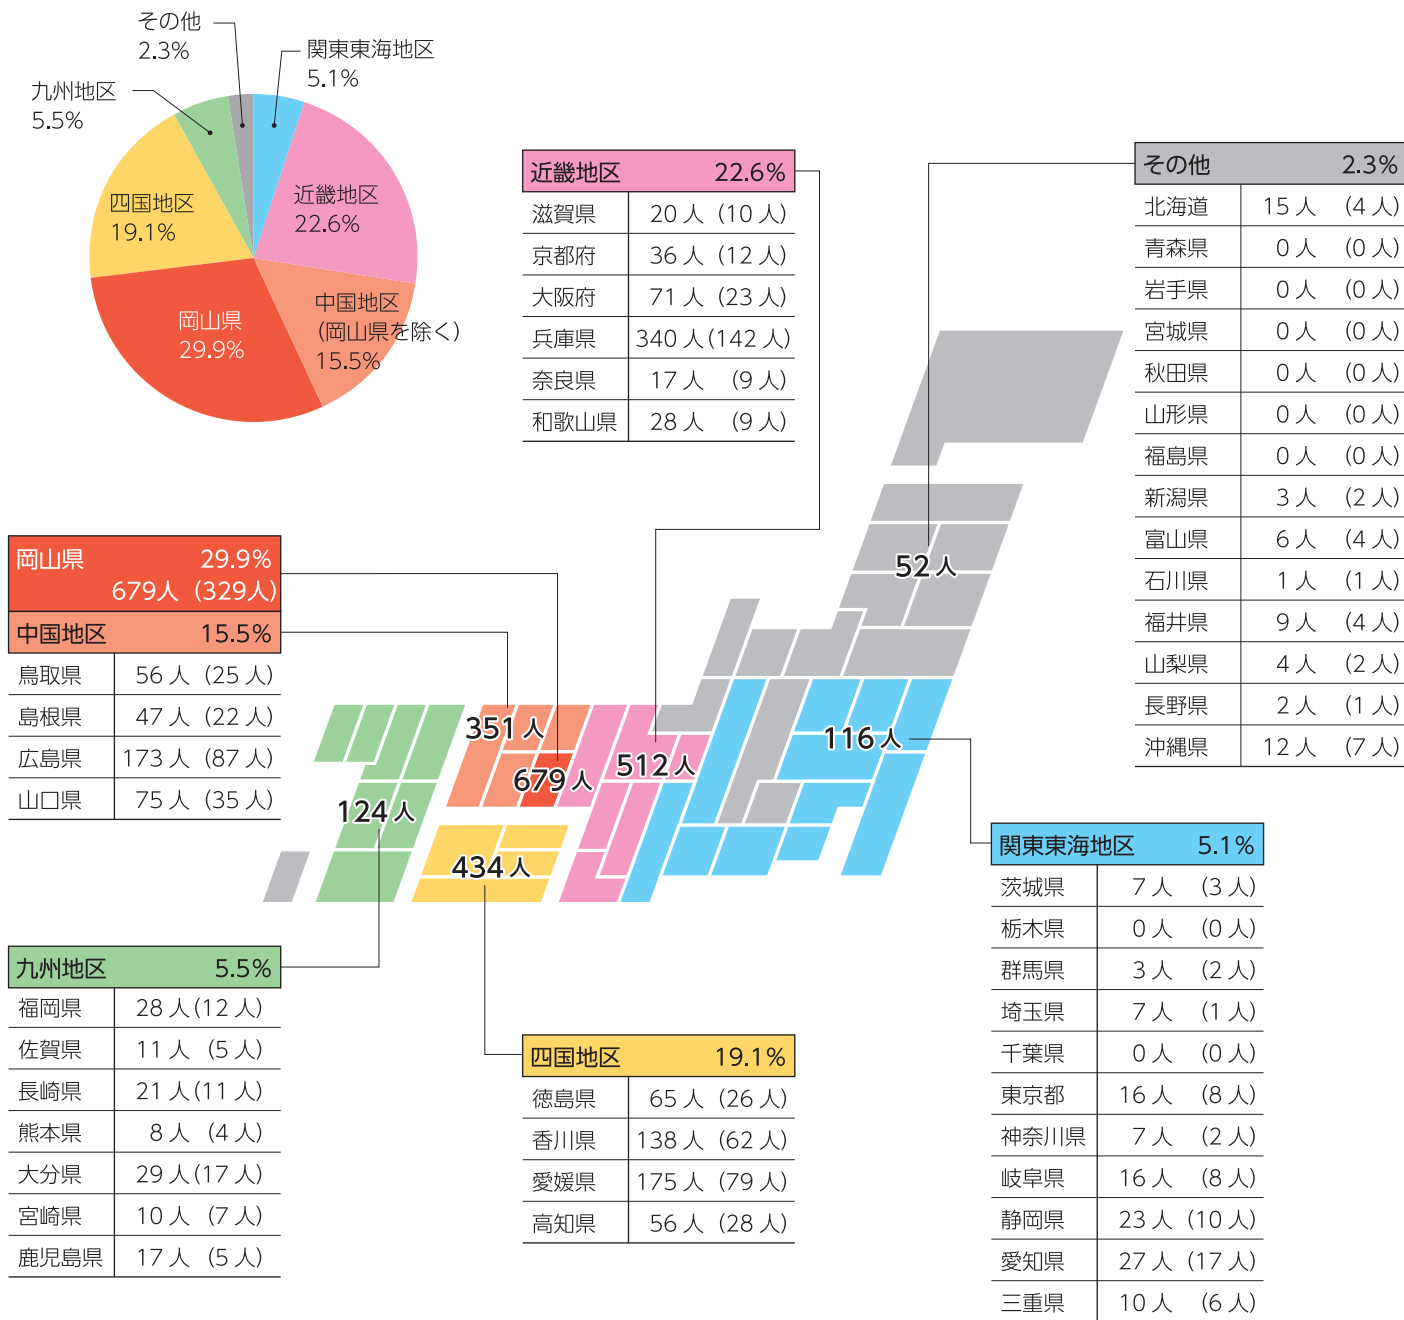 その他
2.3%
関東東海地区
5.1%
九州地区
5.5%
四国地区
19.1%
近畿地区
22.6%
岡山県
29.9%
中国地区
(岡山県を除く)
15.5%
近畿地区 22.6%
滋賀県 20人 (10人)
京都府 36人 (12人)
大阪府 71人 (23人)
兵庫県 340人(142人)
奈良県 17人 (9人)
和歌山県 28人 (9人)
その他 2.3%
北海道 15人 (4人)
青森県 0人 (0人)
岩手県 0人 (0人)
宮城県 0人 (0人)
秋田県 0人 (0人)
山形県 0人 (0人)
福島県 0人 (0人)
新潟県 3人 (2人)
富山県 6人 (4人)
石川県 1人 (1人)
福井県 9人 (4人)
山梨県 4人 (2人)
長野県 2人 (1人)
沖縄県 12人 (7人)
岡山県 29.9%
679人 (329人)
中国地区 15.5%
鳥取県 56人 (25人)
島根県 47人 (22人)
広島県 173人 (87人)
山口県 75人 (35人)
52人
351人
116人
512人
679人
124人
434人
九州地区 5.5%
福岡県 28人(12人)
佐賀県 11人 (5人)
長崎県 21人(11人)
熊本県 8人 (4人)
大分県 29人(17人)
宮崎県 10人 (7人)
鹿児島県 17人 (5人)
四国地区 19.1%
徳島県 65人 (26人)
香川県 138人 (62人)
愛媛県 175人 (79人)
高知県 56人 (28人)
関東東海地区 5.1%
茨城県 7人 (3人)
栃木県 0人 (0人)
群馬県 3人 (2人)
埼玉県 7人 (1人)
千葉県 0人 (0人)
東京都 16人 (8人)
神奈川県 7人 (2人)
岐阜県 16人 (8人)
静岡県 23人 (10人)
愛知県 27人 (17人)
三重県 10人 (6人)